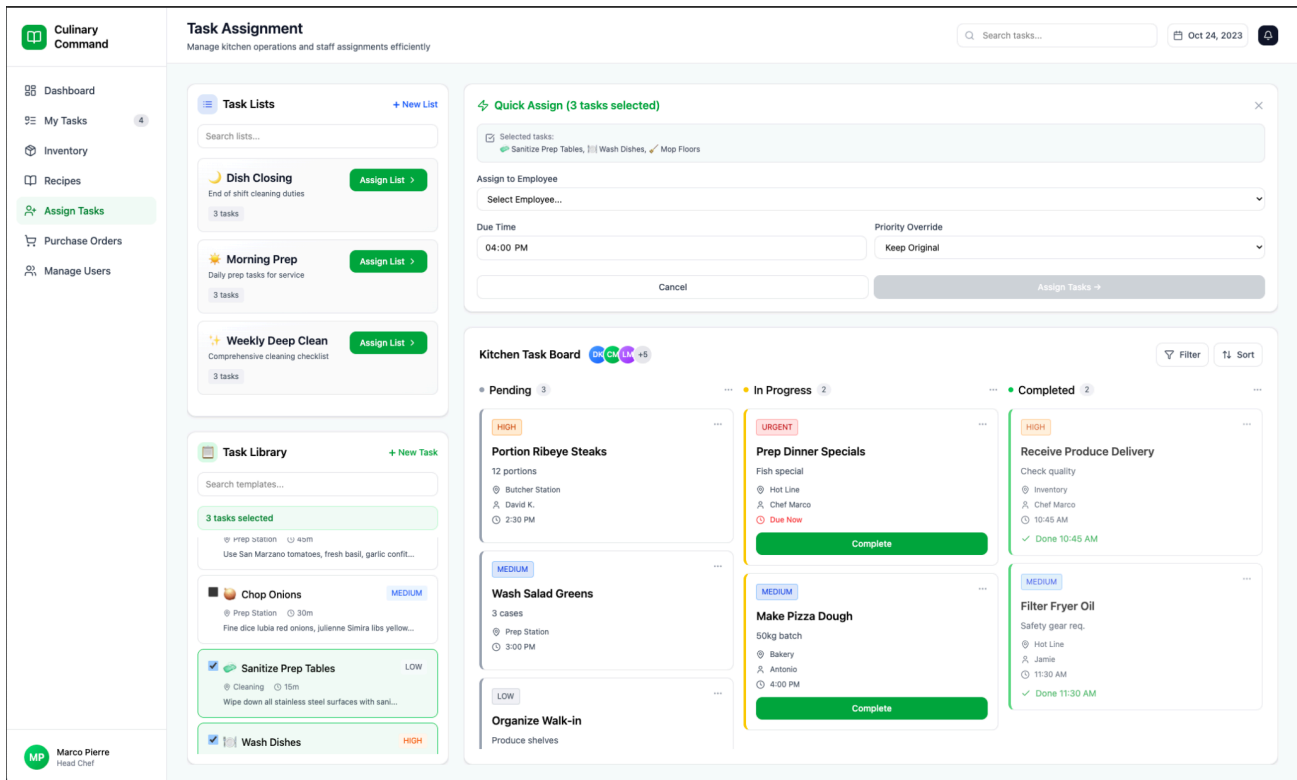 Culinary
Command
Dashboard
My Tasks 4
Inventory
Recipes
Assign Tasks
Purchase Orders
Manage Users
MP
Marco Pierre
Head Chef
Task Assignment
Manage kitchen operations and staff assignments efficiently
Search tasks...
Oct 24, 2023
Task Lists
+ New List
Search lists...
Dish Closing
Assign List >
End of shift cleaning duties
3 tasks
Morning Prep
Assign List >
Daily prep tasks for service
3 tasks
Weekly Deep Clean
Assign List >
Comprehensive cleaning checklist
3 tasks
Task Library
+ New Task
Search templates...
3 tasks selected
Prep Station 45m
Use San Marzano tomatoes, fresh basil, garlic confit...
Chop Onions MEDIUM
Prep Station 30m
Fine dice lubia red onions, julienne Simira libs yellow...
Sanitize Prep Tables LOW
Cleaning 15m
Wipe down all stainless steel surfaces with sani...
Wash Dishes HIGH
Quick Assign (3 tasks selected)
Selected tasks:
Sanitize Prep Tables, Wash Dishes, Mop Floors
Assign to Employee
Select Employee...
Due Time
04:00 PM
Priority Override
Keep Original
Cancel
Assign Tasks →
Kitchen Task Board
DK CM LM +5
Filter
Sort
Pending 3
HIGH
Portion Ribeye Steaks
12 portions
Butcher Station
David K.
2:30 PM
MEDIUM
Wash Salad Greens
3 cases
Prep Station
3:00 PM
LOW
Organize Walk-in
Produce shelves
In Progress 2
URGENT
Prep Dinner Specials
Fish special
Hot Line
Chef Marco
Due Now
Complete
MEDIUM
Make Pizza Dough
50kg batch
Bakery
Antonio
4:00 PM
Complete
Completed 2
HIGH
Receive Produce Delivery
Check quality
Inventory
Chef Marco
10:45 AM
Done 10:45 AM
MEDIUM
Filter Fryer Oil
Safety gear req.
Hot Line
Jamie
11:30 AM
Done 11:30 AM